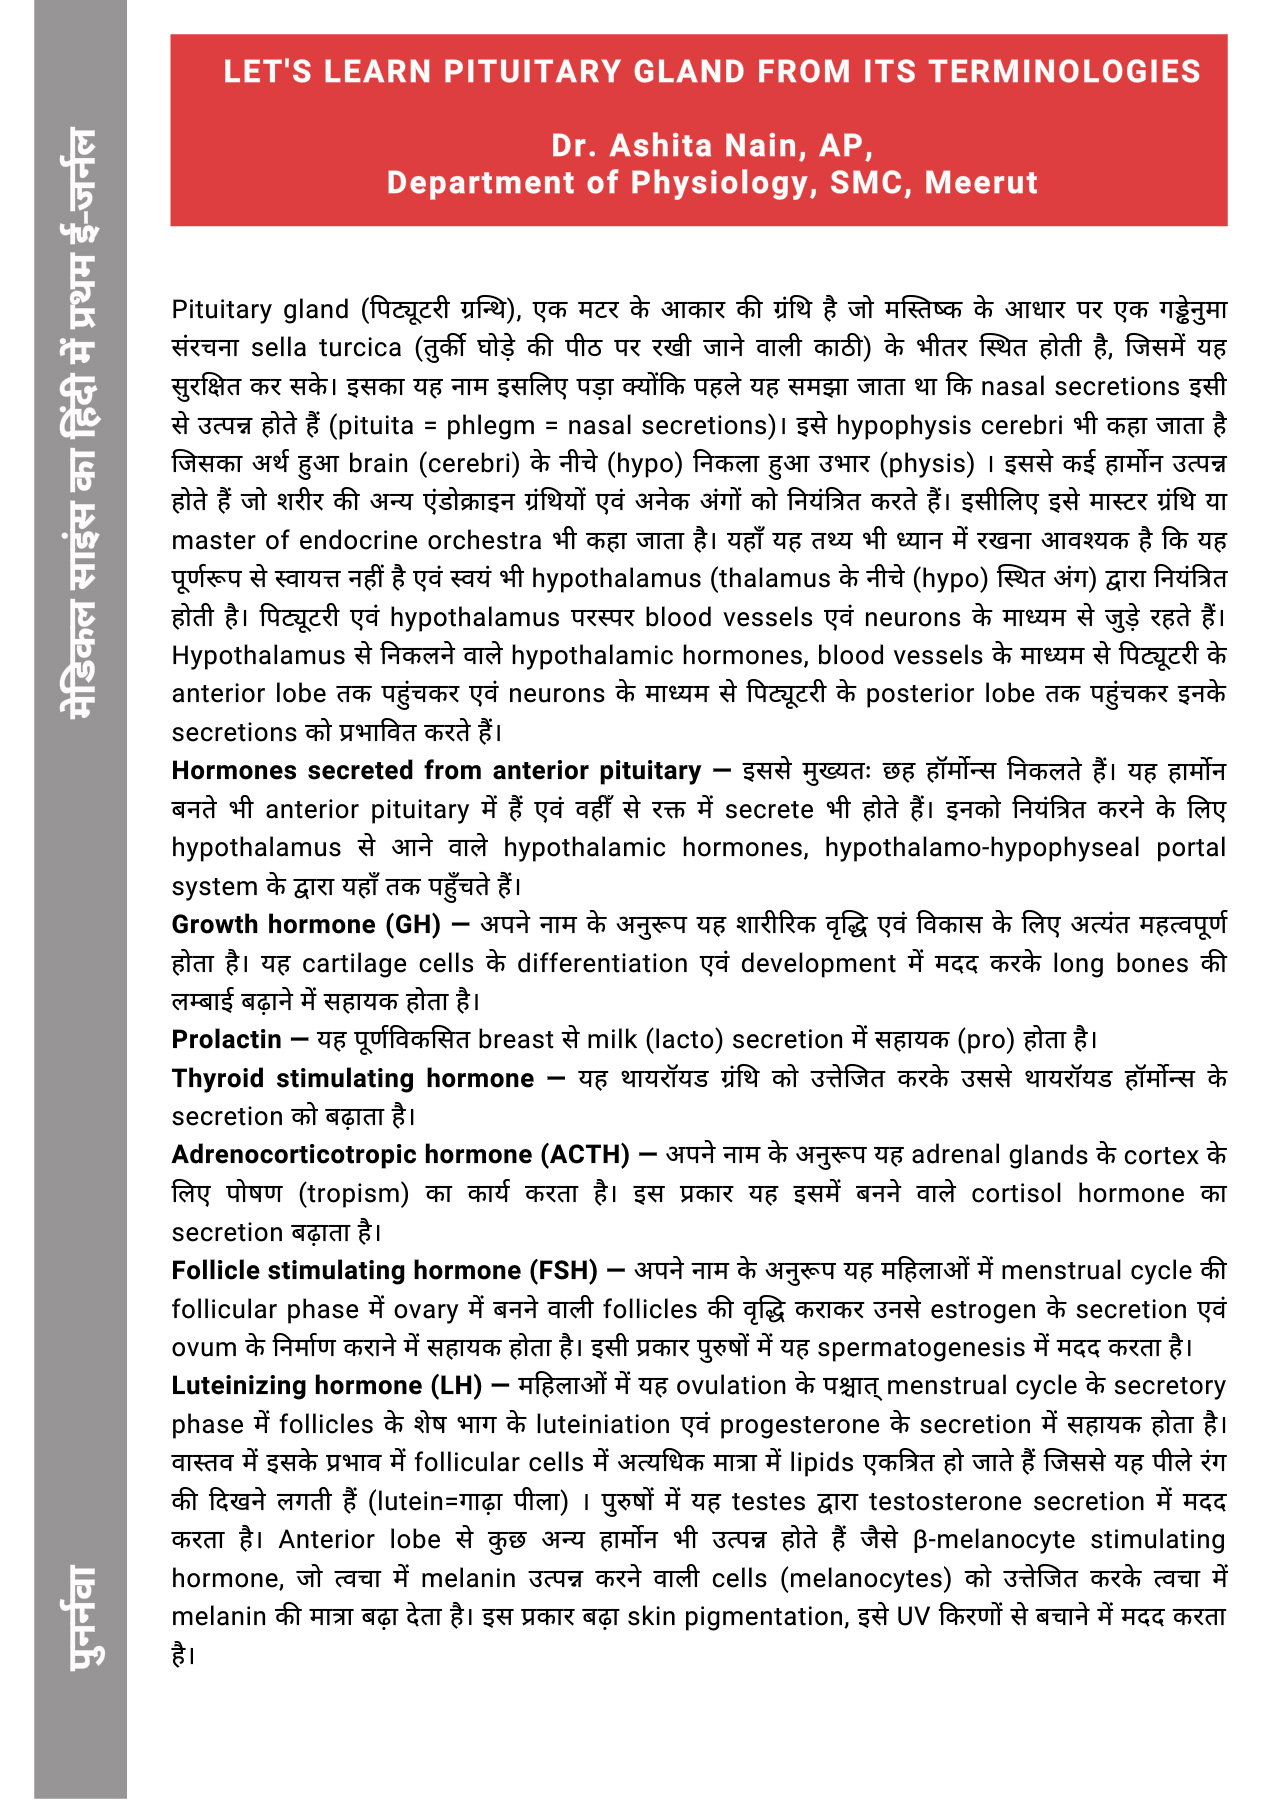 LET'S LEARN PITUITARY GLAND FROM ITS TERMINOLOGIES
Dr. Ashita Nain, AP,
Department of Physiology, SMC, Meerut
मेडिकल साइंस का हिंदी में प्रथम ई-जर्नल
पुनर्नवा
Pituitary gland (पिट्यूटरी ग्रन्थि), एक मटर के आकार की ग्रंथि है जो मस्तिष्क के आधार पर एक गड्ढेनुमा
संरचना sella turcica (तुर्की घोड़े की पीठ पर रखी जाने वाली काठी) के भीतर स्थित होती है, जिसमें यह
सुरक्षित कर सके। इसका यह नाम इसलिए पड़ा क्योंकि पहले यह समझा जाता था कि nasal secretions इसी
से उत्पन्न होते हैं (pituita = phlegm = nasal secretions)। इसे hypophysis cerebri भी कहा जाता है
जिसका अर्थ हुआ brain (cerebri) के नीचे (hypo) निकला हुआ उभार (physis) । इससे कई हार्मोन उत्पन्न
होते हैं जो शरीर की अन्य एंडोक्राइन ग्रंथियों एवं अनेक अंगों को नियंत्रित करते हैं। इसीलिए इसे मास्टर ग्रंथि या
master of endocrine orchestra भी कहा जाता है। यहाँ यह तथ्य भी ध्यान में रखना आवश्यक है कि यह
पूर्णरूप से स्वायत्त नहीं है एवं स्वयं भी hypothalamus (thalamus के नीचे (hypo) स्थित अंग) द्वारा नियंत्रित
होती है। पिट्यूटरी एवं hypothalamus परस्पर blood vessels एवं neurons के माध्यम से जुड़े रहते हैं।
Hypothalamus से निकलने वाले hypothalamic hormones, blood vessels के माध्यम से पिट्यूटरी के
anterior lobe तक पहुंचकर एवं neurons के माध्यम से पिट्यूटरी के posterior lobe तक पहुंचकर इनके
secretions को प्रभावित करते हैं।
Hormones secreted from anterior pituitary — इससे मुख्यतः छह हॉर्मोन्स निकलते हैं। यह हार्मोन
बनते भी anterior pituitary में हैं एवं वहीँ से रक्त में secrete भी होते हैं। इनको नियंत्रित करने के लिए
hypothalamus से आने वाले hypothalamic hormones, hypothalamo-hypophyseal portal
system के द्वारा यहाँ तक पहुँचते हैं।
Growth hormone (GH) — अपने नाम के अनुरूप यह शारीरिक वृद्धि एवं विकास के लिए अत्यंत महत्वपूर्ण
होता है। यह cartilage cells के differentiation एवं development में मदद करके long bones की
लम्बाई बढ़ाने में सहायक होता है।
Prolactin — यह पूर्णविकसित breast से milk (lacto) secretion में सहायक (pro) होता है।
Thyroid stimulating hormone — यह थायरॉयड ग्रंथि को उत्तेजित करके उससे थायरॉयड हॉर्मोन्स के
secretion को बढ़ाता है।
Adrenocorticotropic hormone (ACTH) — अपने नाम के अनुरूप यह adrenal glands के cortex के
लिए पोषण (tropism) का कार्य करता है। इस प्रकार यह इसमें बनने वाले cortisol hormone का
secretion बढ़ाता है।
Follicle stimulating hormone (FSH) — अपने नाम के अनुरूप यह महिलाओं में menstrual cycle की
follicular phase में ovary में बनने वाली follicles की वृद्धि कराकर उनसे estrogen के secretion एवं
ovum के निर्माण कराने में सहायक होता है। इसी प्रकार पुरुषों में यह spermatogenesis में मदद करता है।
Luteinizing hormone (LH) — महिलाओं में यह ovulation के पश्चात् menstrual cycle के secretory
phase में follicles के शेष भाग के luteiniation एवं progesterone के secretion में सहायक होता है।
वास्तव में इसके प्रभाव में follicular cells में अत्यधिक मात्रा में lipids एकत्रित हो जाते हैं जिससे यह पीले रंग
की दिखने लगती हैं (lutein=गाढ़ा पीला) । पुरुषों में यह testes द्वारा testosterone secretion में मदद
करता है। Anterior lobe से कुछ अन्य हार्मोन भी उत्पन्न होते हैं जैसे β-melanocyte stimulating
hormone, जो त्वचा में melanin उत्पन्न करने वाली cells (melanocytes) को उत्तेजित करके त्वचा में
melanin की मात्रा बढ़ा देता है। इस प्रकार बढ़ा skin pigmentation, इसे UV किरणों से बचाने में मदद करता
है।